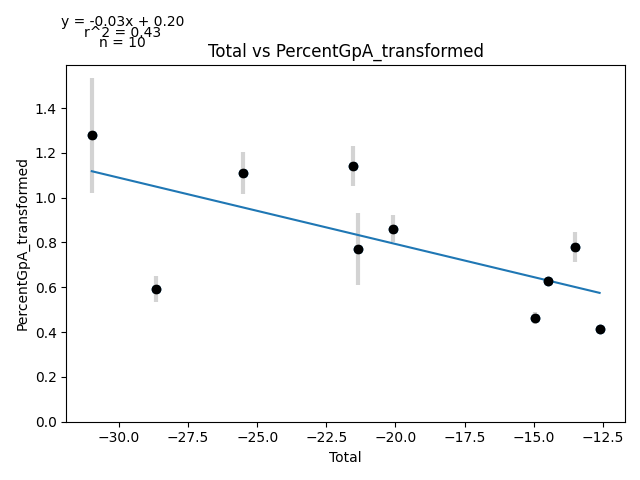 y = -0.03x + 0.20
r^2 = 0.43
n = 10
Total vs PercentGpA_transformed
PercentGpA_transformed
1.4
1.2
1.0
0.8
0.6
0.4
0.2
0.0
−30.0 −27.5 −25.0 −22.5 −20.0 −17.5 −15.0 −12.5
Total